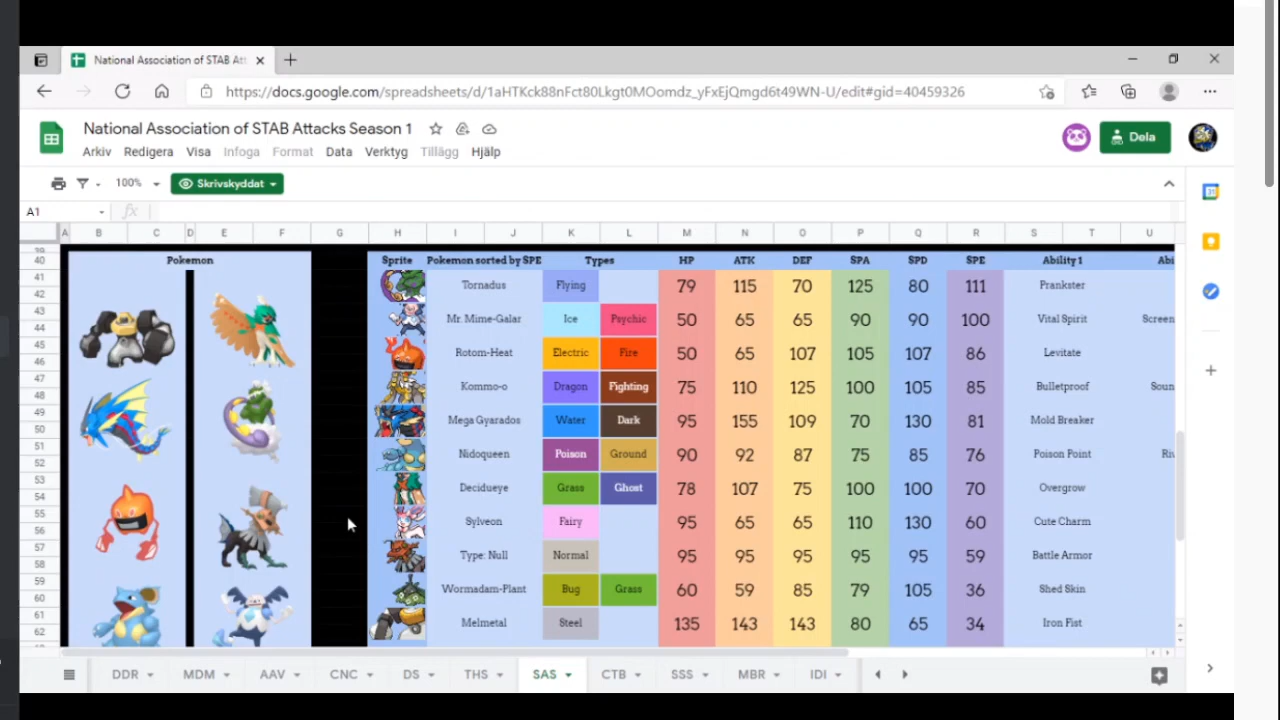 National Association of STAB Att
https://docs.google.com/spreadsheets/d/1aHTKck88nFct80Lkgt0MOomdz_yFxEjQmgd6t49WN-U/edit#gid=40459326
National Association of STAB Attacks Season 1
Dela
Arkiv Redigera Visa Infoga Format Data Verktyg Tillägg Hjälp
100% Skrivskyddat
A1 fx
A B C D E F G H I J K L M N O P Q R S T U
39
40 Pokemon Sprite Pokemon sorted by SPE Types HP ATK DEF SPA SPD SPE Ability 1 Abi
41
42 Tornadus Flying 79 115 70 125 80 111 Prankster
43
44 Mr. Mime-Galar Ice Psychic 50 65 65 90 90 100 Vital Spirit Screen
45
46 Rotom-Heat Electric Fire 50 65 107 105 107 86 Levitate
47
48 Kommo-o Dragon Fighting 75 110 125 100 105 85 Bulletproof Soun
49
50 Mega Gyarados Water Dark 95 155 109 70 130 81 Mold Breaker
51
52 Nidoqueen Poison Ground 90 92 87 75 85 76 Poison Point Riv
53
54 Decidueye Grass Ghost 78 107 75 100 100 70 Overgrow
55
56 Sylveon Fairy 95 65 65 110 130 60 Cute Charm
57
58 Type: Null Normal 95 95 95 95 95 59 Battle Armor
59
60 Wormadam-Plant Bug Grass 60 59 85 79 105 36 Shed Skin
61
62 Melmetal Steel 135 143 143 80 65 34 Iron Fist
DDR MDM AAV CNC DS THS SAS CTB SSS MBR IDI